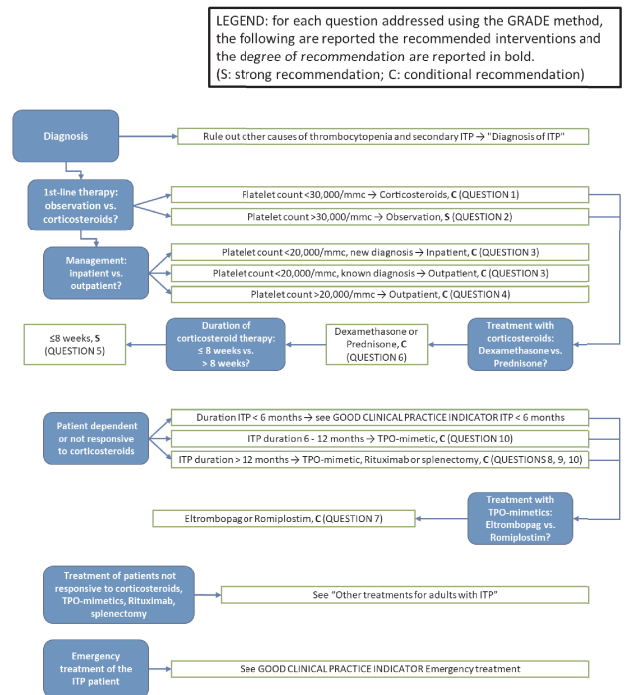 LEGEND: for each question addressed using the GRADE method,
the following are reported the recommended interventions and
the degree of recommendation are reported in bold.
(S: strong recommendation; C: conditional recommendation)
Diagnosis
Rule out other causes of thrombocytopenia and secondary ITP → "Diagnosis of ITP"
1st-line therapy:
observation vs.
corticosteroids?
Platelet count <30,000/mmc → Corticosteroids, C (QUESTION 1)
Platelet count >30,000/mmc → Observation, S (QUESTION 2)
Management:
inpatient vs.
outpatient?
Platelet count <20,000/mmc, new diagnosis → Inpatient, C (QUESTION 3)
Platelet count <20,000/mmc, known diagnosis → Outpatient, C (QUESTION 3)
Platelet count >20,000/mmc → Outpatient, C (QUESTION 4)
≤8 weeks, S
(QUESTION 5)
Duration of
corticosteroid therapy:
≤ 8 weeks vs.
> 8 weeks?
Dexamethasone or
Prednisone, C
(QUESTION 6)
Treatment with
corticosteroids:
Dexamethasone vs.
Prednisone?
Patient dependent
or not responsive
to corticosteroids
Duration ITP < 6 months → see GOOD CLINICAL PRACTICE INDICATOR ITP < 6 months
ITP duration 6 - 12 months → TPO-mimetic, C (QUESTION 10)
ITP duration > 12 months → TPO-mimetic, Rituximab or splenectomy, C (QUESTIONS 8, 9, 10)
Eltrombopag or Romiplostim, C (QUESTION 7)
Treatment with
TPO-mimetics:
Eltrombopag vs.
Romiplostim?
Treatment of patients not
responsive to corticosteroids,
TPO-mimetics, Rituximab,
splenectomy
See "Other treatments for adults with ITP"
Emergency
treatment of the
ITP patient
See GOOD CLINICAL PRACTICE INDICATOR Emergency treatment